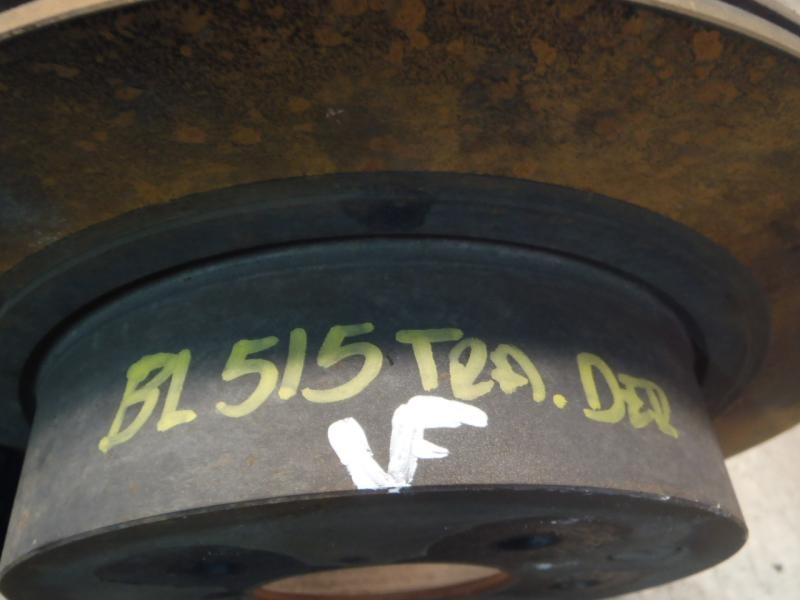 BL 515 TRA. DER
VF